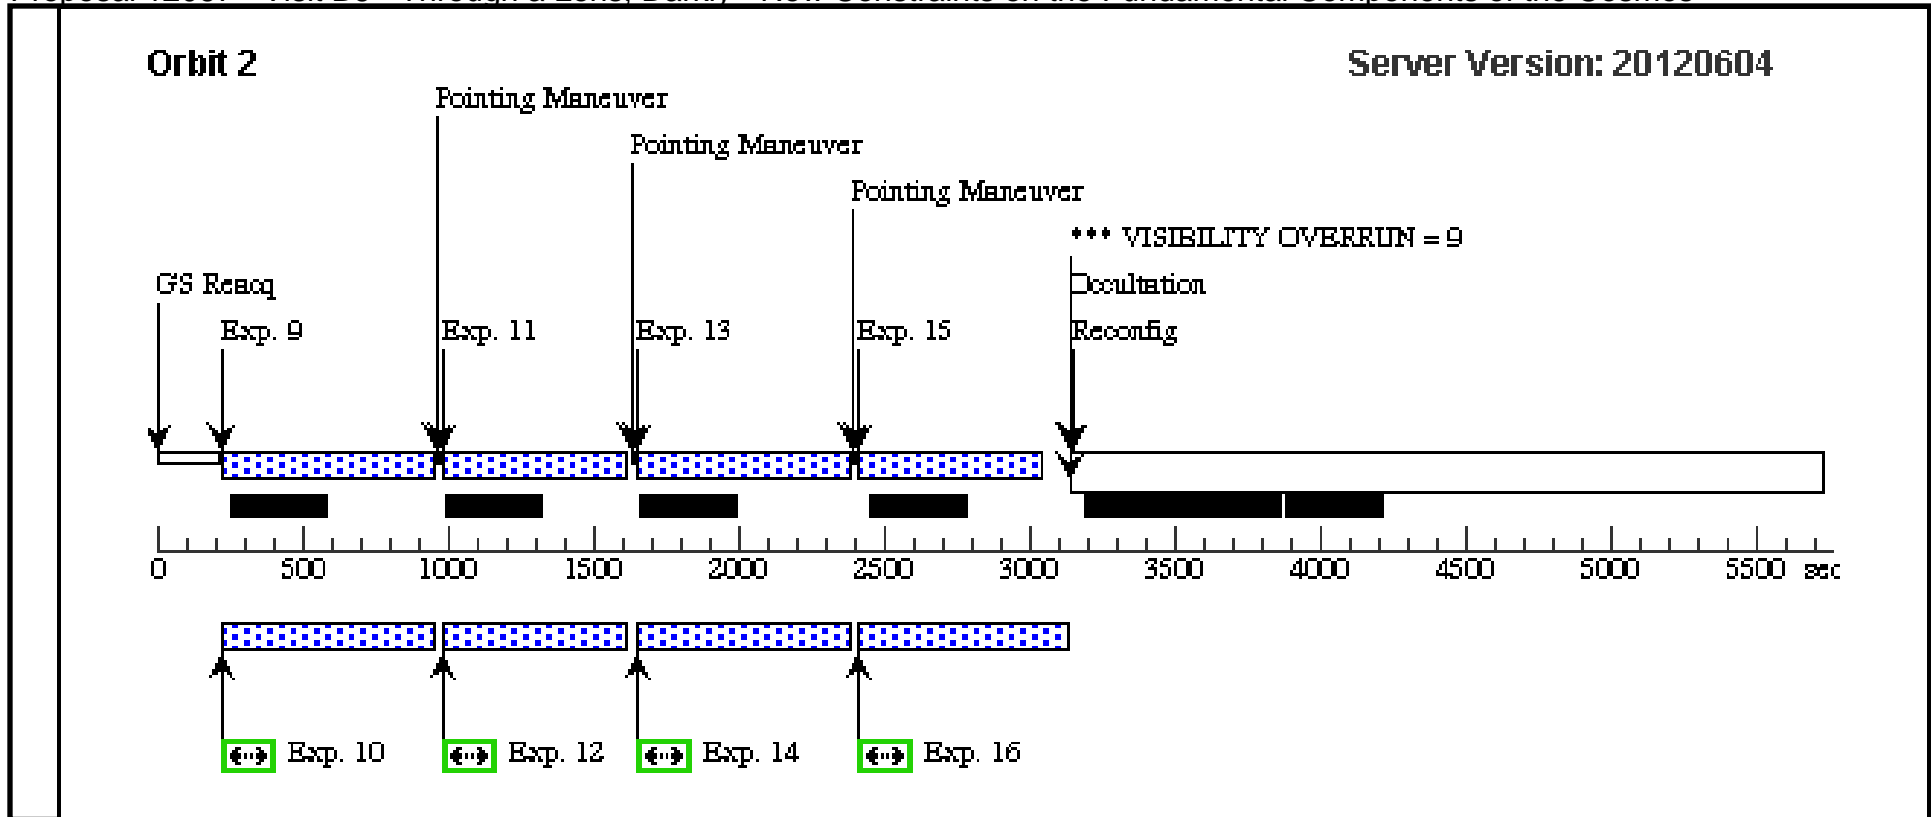 Orbit 2
Server Version: 20120604
Pointing Maneuver
Pointing Maneuver
Pointing Maneuver
*** VISIBILITY OVERRUN = 9
GS Reacq
Occultation
Exp. 9
Exp. 11
Exp. 13
Exp. 15
Reconfig
0 500 1000 1500 2000 2500 3000 3500 4000 4500 5000 5500 sec
Exp. 10
Exp. 12
Exp. 14
Exp. 16